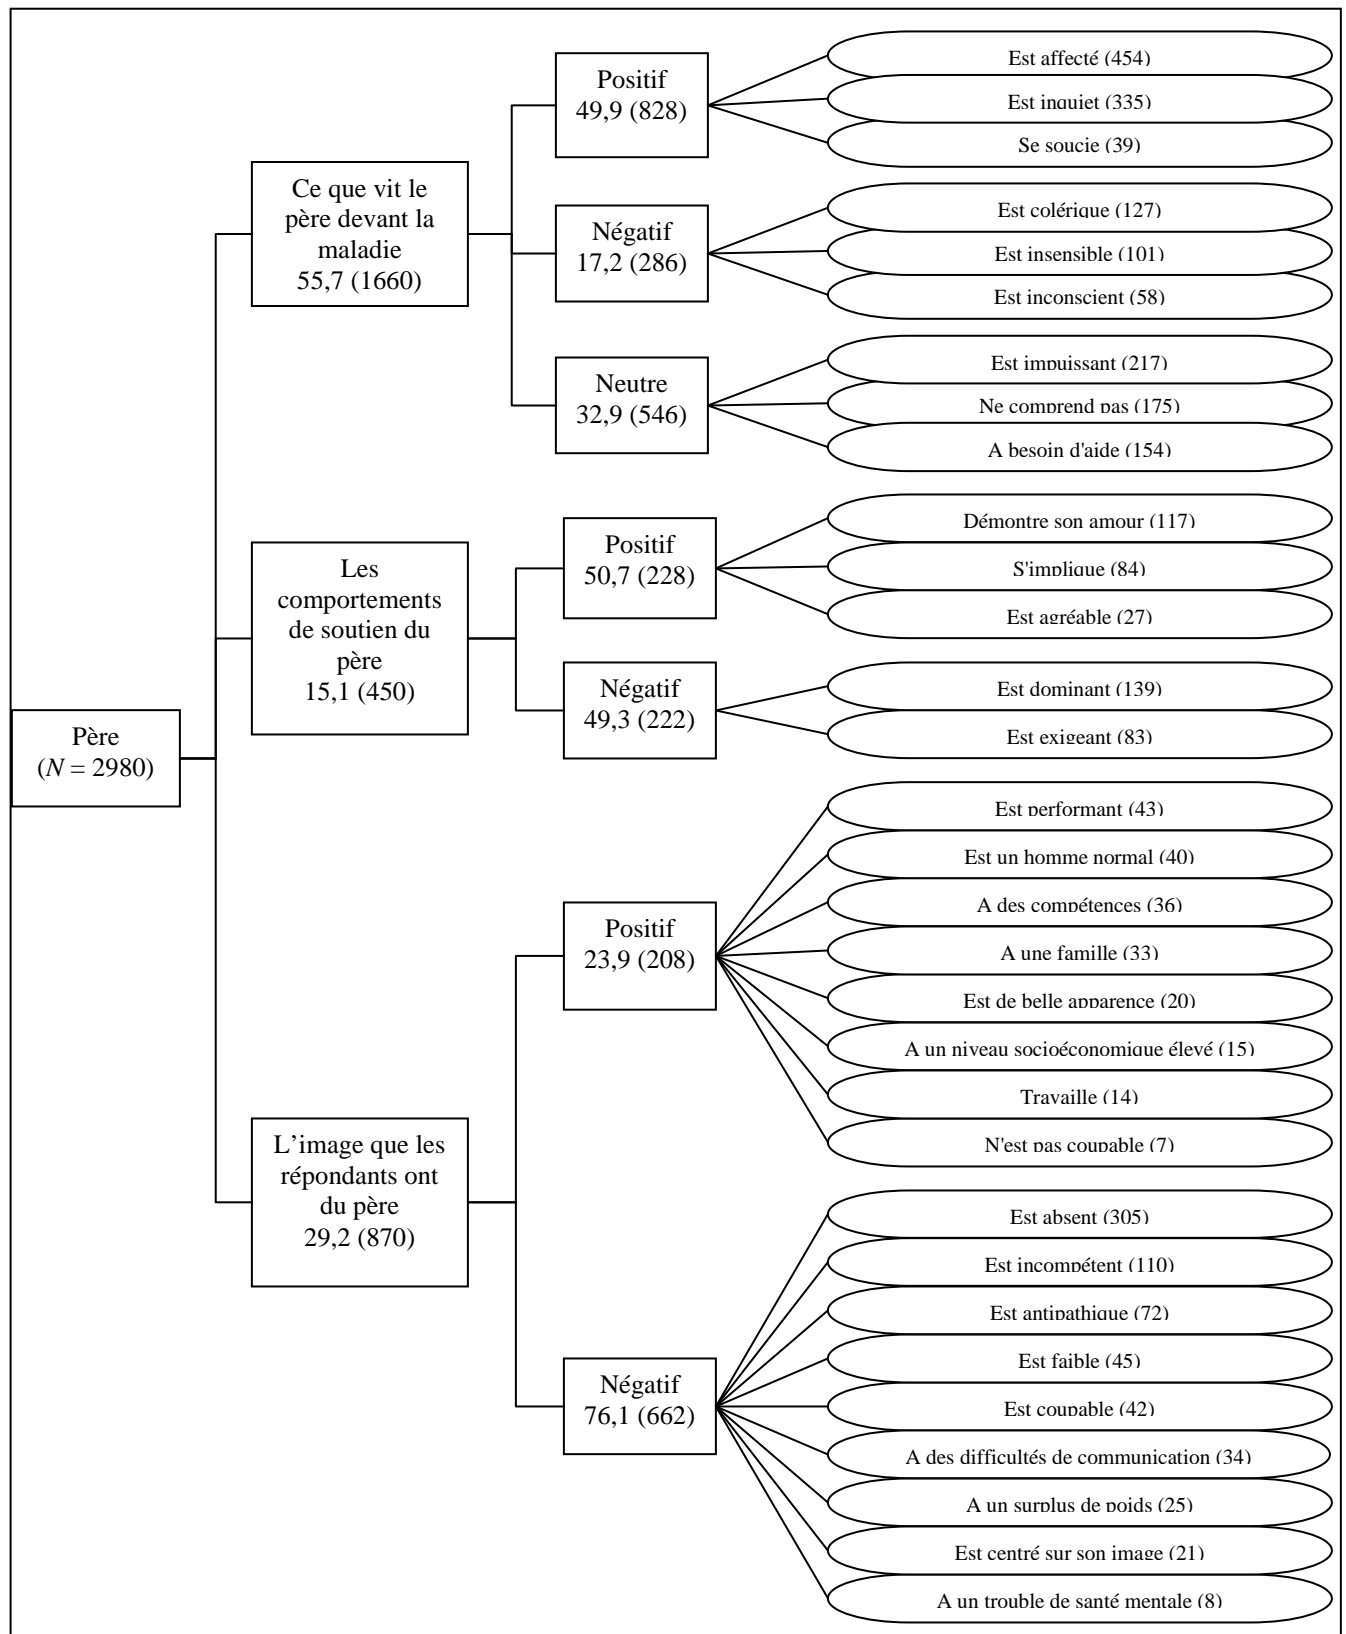 Père
(N = 2980)
Ce que vit le
père devant la
maladie
55,7 (1660)
Positif
49,9 (828)
Est affecté (454)
Est inquiet (335)
Se soucie (39)
Négatif
17,2 (286)
Est colérique (127)
Est insensible (101)
Est inconscient (58)
Neutre
32,9 (546)
Est impuissant (217)
Ne comprend pas (175)
A besoin d'aide (154)
Les
comportements
de soutien du
père
15,1 (450)
Positif
50,7 (228)
Démontre son amour (117)
S'implique (84)
Est agréable (27)
Négatif
49,3 (222)
Est dominant (139)
Est exigeant (83)
L’image que les
répondants ont
du père
29,2 (870)
Positif
23,9 (208)
Est performant (43)
Est un homme normal (40)
A des compétences (36)
A une famille (33)
Est de belle apparence (20)
A un niveau socioéconomique élevé (15)
Travaille (14)
N'est pas coupable (7)
Négatif
76,1 (662)
Est absent (305)
Est incompétent (110)
Est antipathique (72)
Est faible (45)
Est coupable (42)
A des difficultés de communication (34)
A un surplus de poids (25)
Est centré sur son image (21)
A un trouble de santé mentale (8)